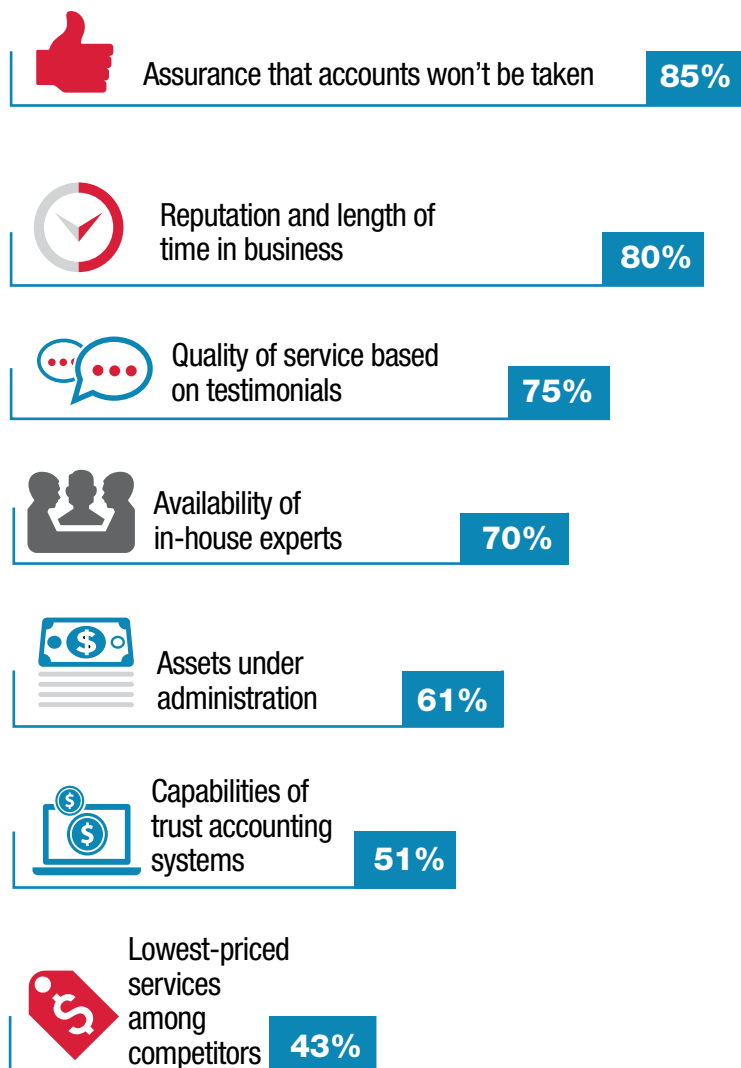 Assurance that accounts won’t be taken 85%
Reputation and length of
time in business
80%
Quality of service based
on testimonials
75%
Availability of
in-house experts
70%
$
Assets under
administration
61%
$
$
Capabilities of
trust accounting
systems
51%
$
Lowest-priced
services
among
competitors
43%